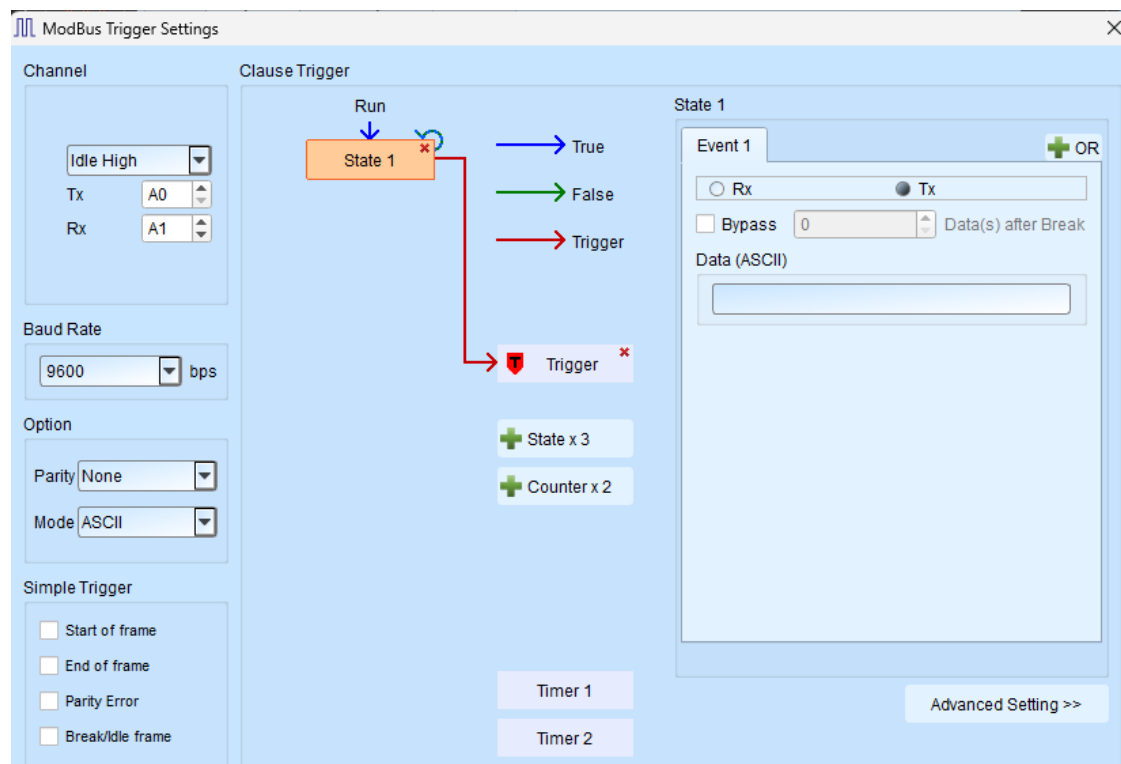 ModBus Trigger Settings
Channel
Idle High
Tx A0
Rx A1
Baud Rate
9600 bps
Option
Parity None
Mode ASCII
Simple Trigger
Start of frame
End of frame
Parity Error
Break/Idle frame
Clause Trigger
Run
State 1
True
False
Trigger
T Trigger
State x 3
Counter x 2
Timer 1
Timer 2
State 1
Event 1
OR
Rx Tx
Bypass 0 Data(s) after Break
Data (ASCII)
Advanced Setting >>